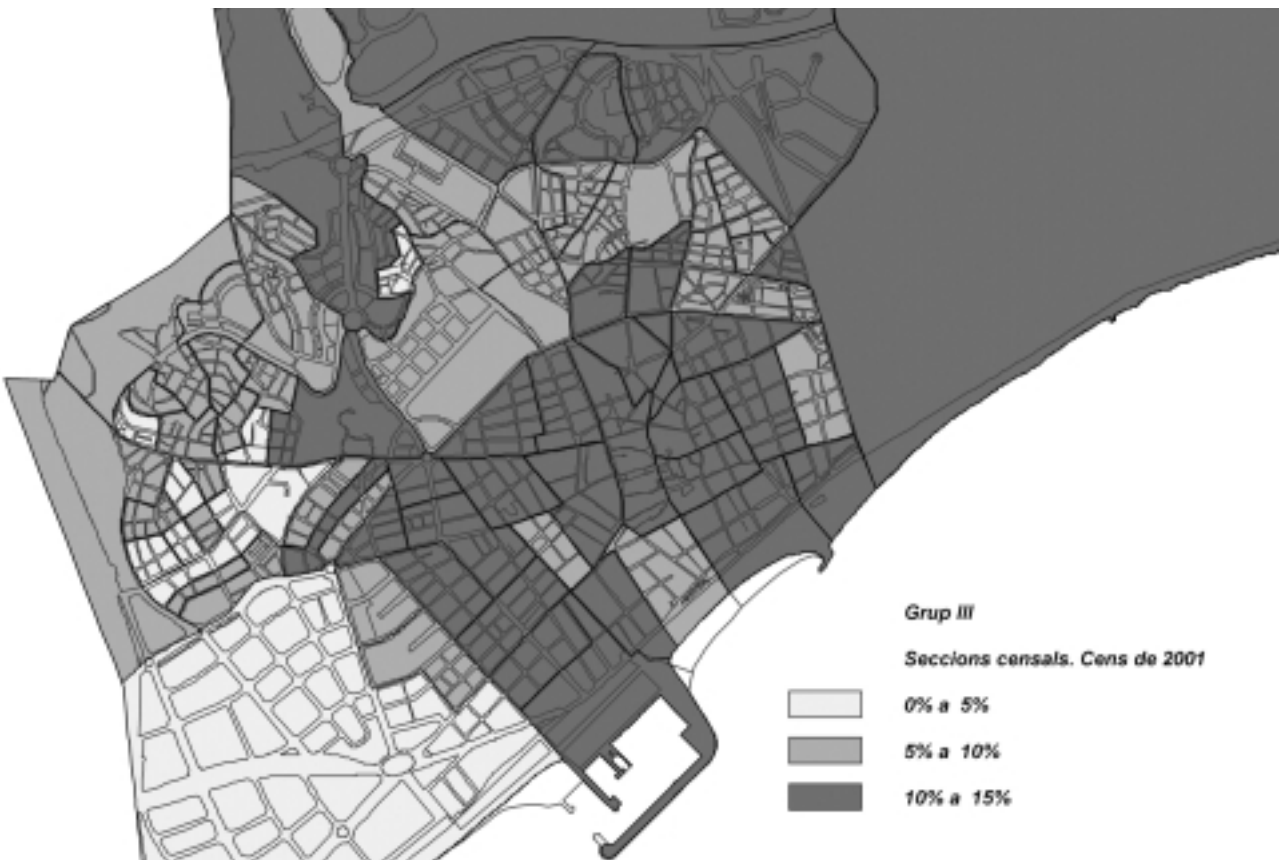 Grup III
Seccions censals. Cens de 2001
0% a 5%
5% a 10%
10% a 15%